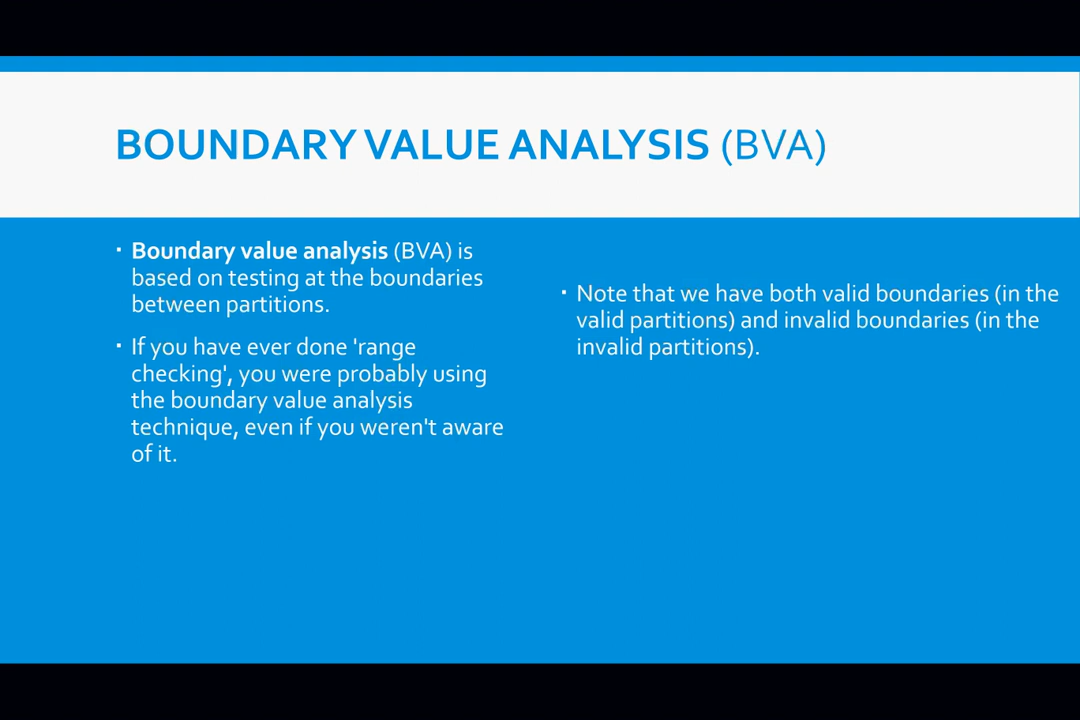 BOUNDARY VALUE ANALYSIS (BVA)
▪ Boundary value analysis (BVA) is
based on testing at the boundaries
between partitions.
▪ If you have ever done 'range
checking', you were probably using
the boundary value analysis
technique, even if you weren't aware
of it.
▪ Note that we have both valid boundaries (in the
valid partitions) and invalid boundaries (in the
invalid partitions).